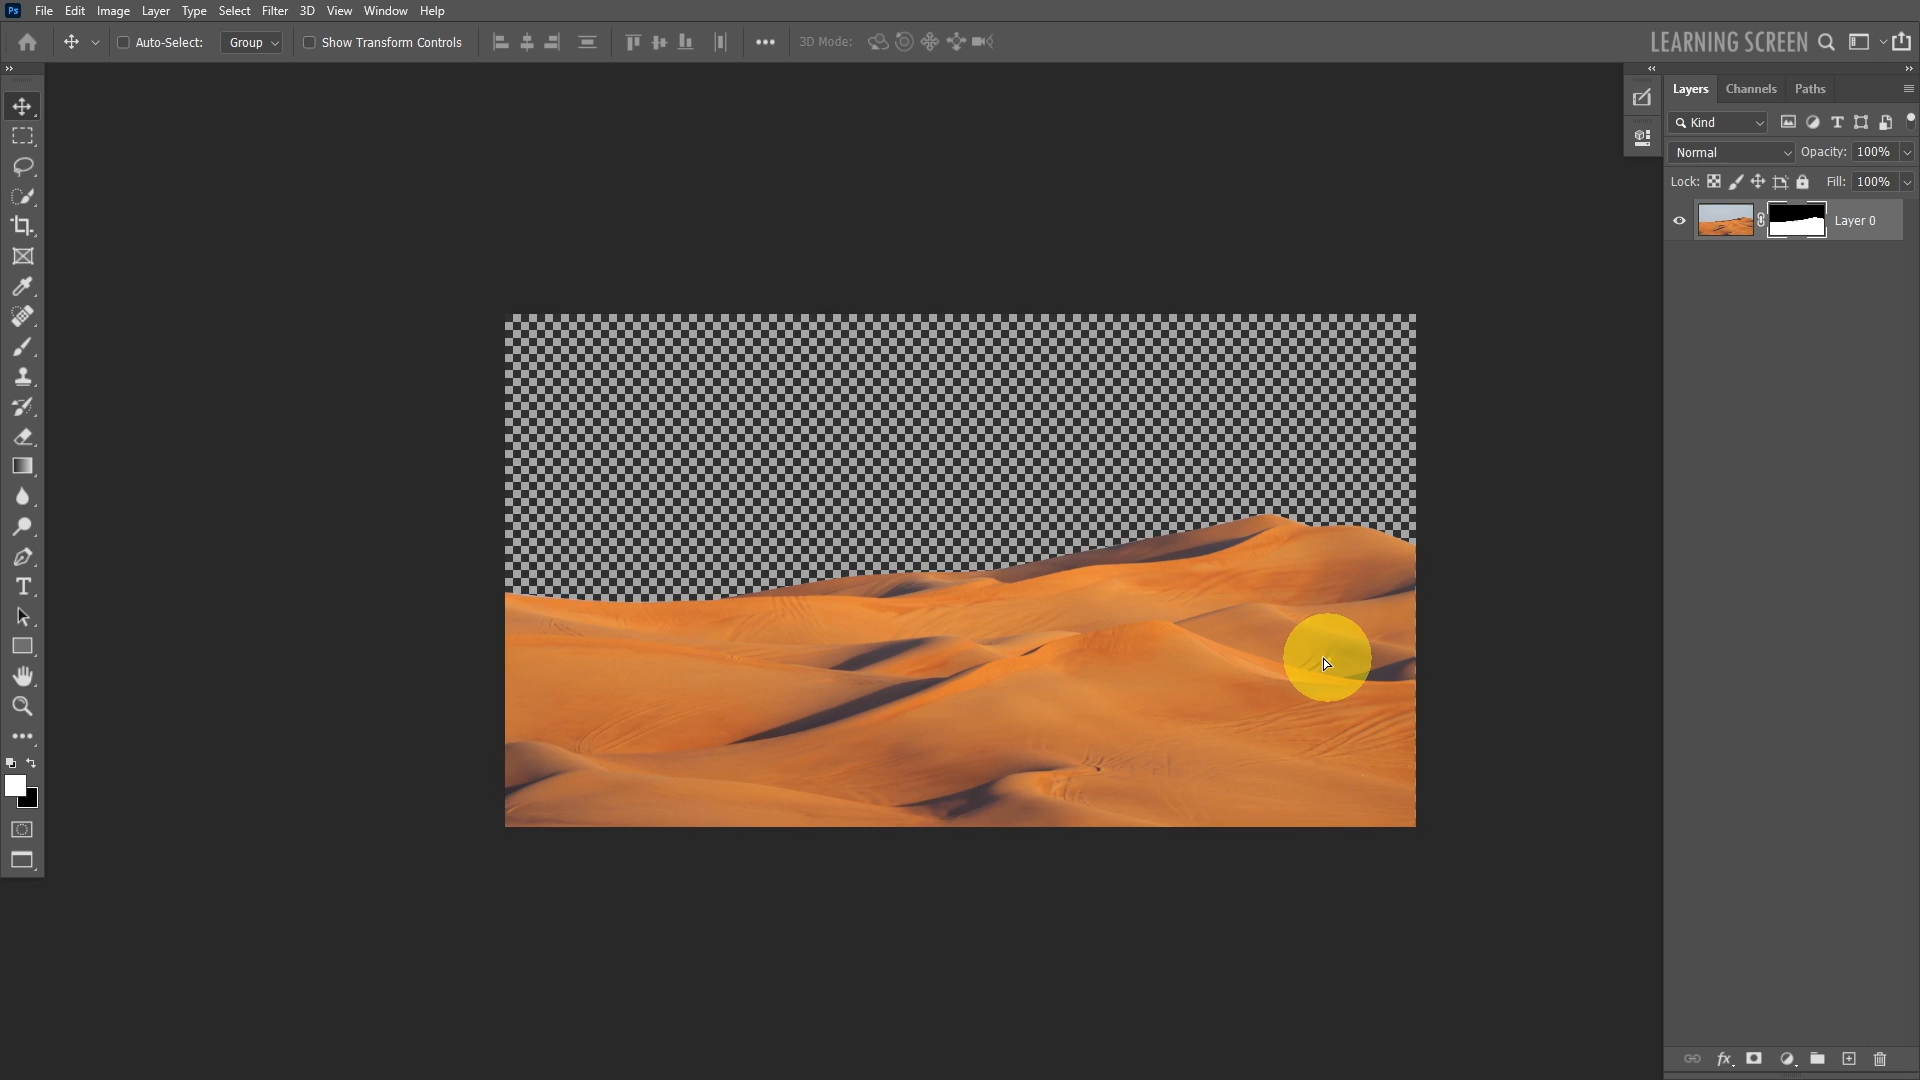 Ps File Edit Image Layer Type Select Filter 3D View Window Help
Auto-Select: Group Show Transform Controls 3D Mode: LEARNING SCREEN
Layers Channels Paths
Kind
Normal Opacity: 100%
Lock: Fill: 100%
Layer 0
fx